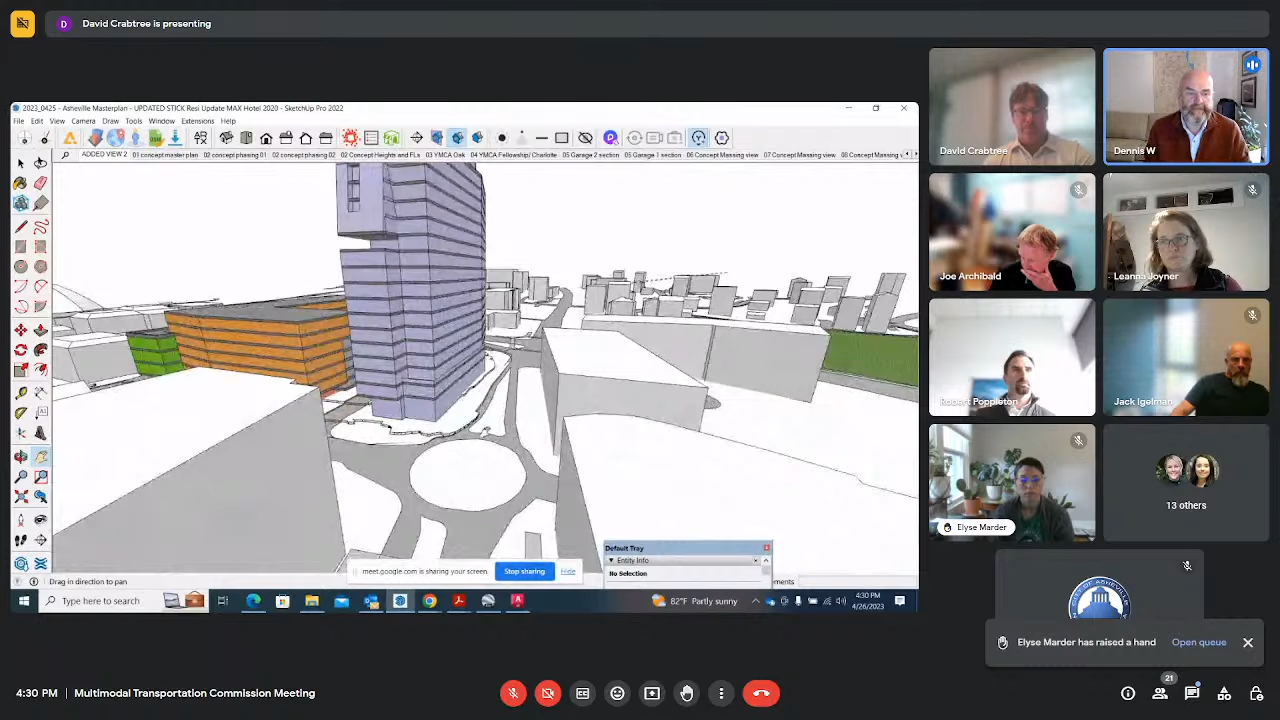 David Crabtree is presenting
D
2023_0425 - Asheville Masterplan - UPDATED STICK Resi Update MAX Hotel 2020 - SketchUp Pro 2022
File Edit View Camera Draw Tools Window Extensions Help
ADDED VIEW 2 01 concept master plan 02 concept phasing 01 02 concept phasing 02 02 Concept Heights and FLs 03 YMCA Oak 04 YMCA Fellowship/ Charlotte 05 Garage 2 section 05 Garage 1 section 06 Concept Massing view 07 Concept Massing view 08 Concept Massing v
David Crabtree
Dennis W
Joe Archibald
Leanna Joyner
Robert Poppleton
Jack Igelman
Elyse Marder
13 others
Default Tray
Entity Info
No Selection
Drag in direction to pan
meet.google.com is sharing your screen.
Stop sharing
Hide
ments
Type here to search
82°F Partly sunny
4:30 PM
4/26/2023
Elyse Marder has raised a hand
Open queue
4:30 PM | Multimodal Transportation Commission Meeting
21